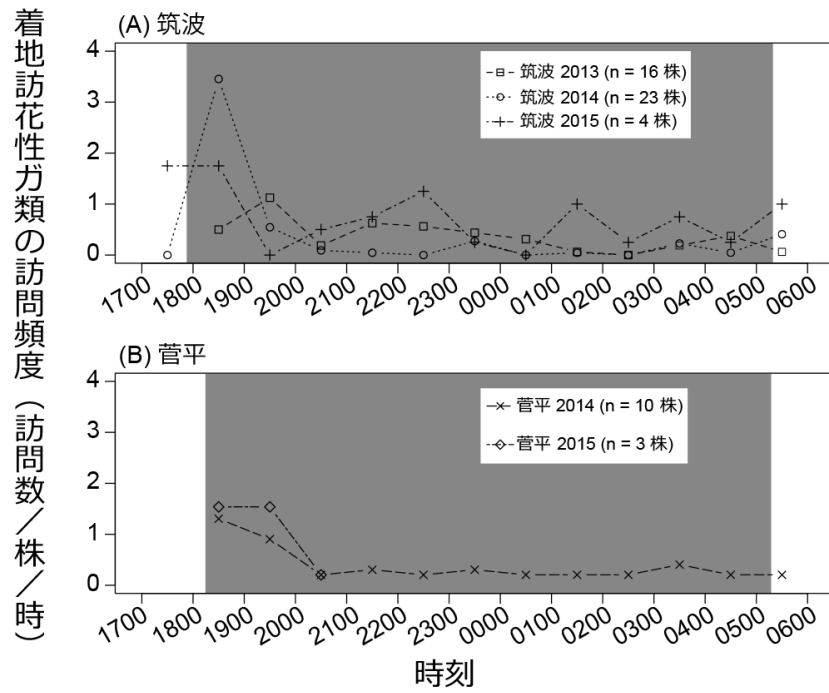 着地訪花性ガ類の訪問頻度（訪問数／株／時）
(A) 筑波
4
3
2
1
0
筑波 2013 (n = 16 株)
筑波 2014 (n = 23 株)
筑波 2015 (n = 4 株)
1700 1800 1900 2000 2100 2200 2300 0000 0100 0200 0300 0400 0500 0600
(B) 菅平
4
3
2
1
0
菅平 2014 (n = 10 株)
菅平 2015 (n = 3 株)
1700 1800 1900 2000 2100 2200 2300 0000 0100 0200 0300 0400 0500 0600
時刻